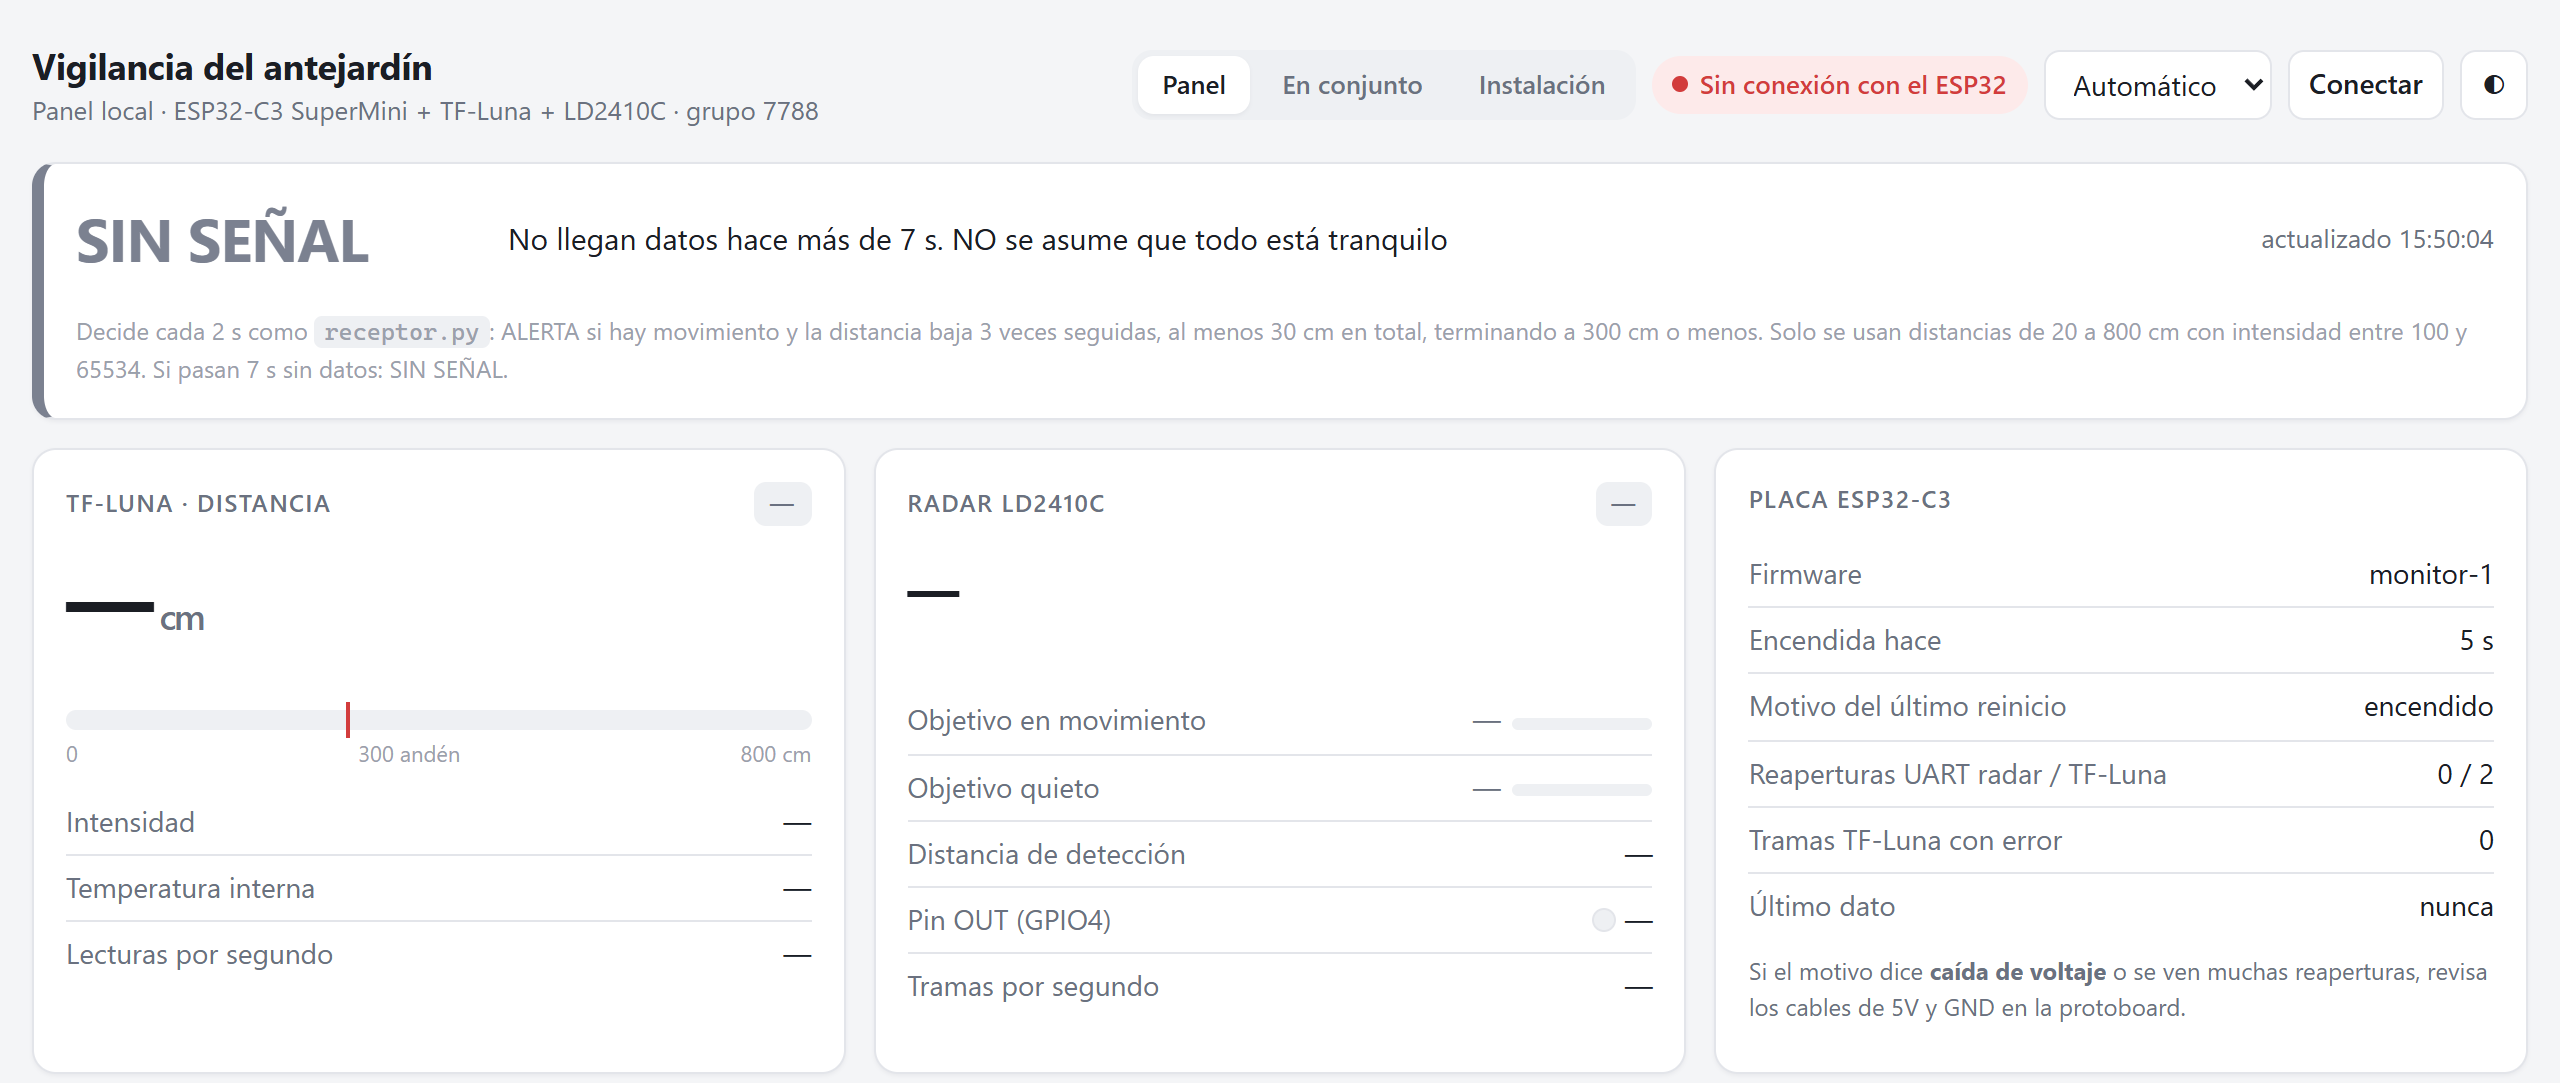 Vigilancia del antejardín
Panel local · ESP32-C3 SuperMini + TF-Luna + LD2410C · grupo 7788
Panel
En conjunto
Instalación
Sin conexión con el ESP32
Automático
Conectar
SIN SEÑAL
No llegan datos hace más de 7 s. NO se asume que todo está tranquilo
actualizado 15:50:04
Decide cada 2 s como receptor.py: ALERTA si hay movimiento y la distancia baja 3 veces seguidas, al menos 30 cm en total, terminando a 300 cm o menos. Solo se usan distancias de 20 a 800 cm con intensidad entre 100 y
65534. Si pasan 7 s sin datos: SIN SEÑAL.
TF-LUNA · DISTANCIA
—
— cm
0
300 andén
800 cm
Intensidad —
Temperatura interna —
Lecturas por segundo —
RADAR LD2410C
—
—
Objetivo en movimiento —
Objetivo quieto —
Distancia de detección —
Pin OUT (GPIO4) —
Tramas por segundo —
PLACA ESP32-C3
Firmware monitor-1
Encendida hace 5 s
Motivo del último reinicio encendido
Reaperturas UART radar / TF-Luna 0 / 2
Tramas TF-Luna con error 0
Último dato nunca
Si el motivo dice caída de voltaje o se ven muchas reaperturas, revisa
los cables de 5V y GND en la protoboard.